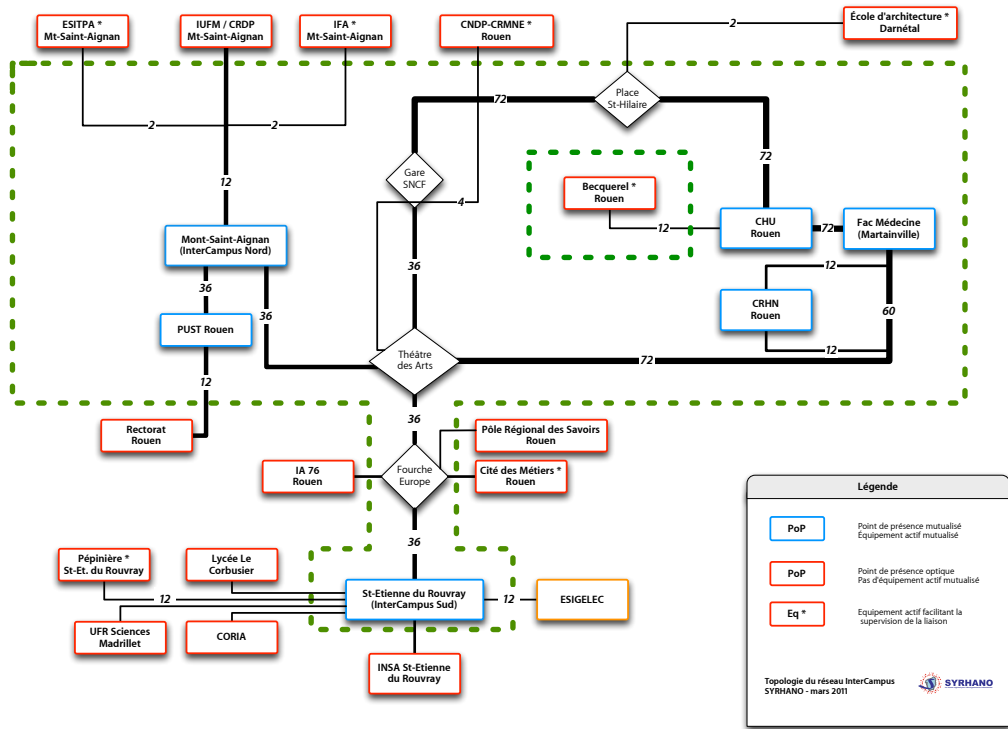 ESITPA *
Mt-Saint-Aignan
IUFM / CRDP
Mt-Saint-Aignan
IFA *
Mt-Saint-Aignan
CNDP-CRMNE *
Rouen
École d'architecture *
Darnétal
2
Place
St-Hilaire
72
2
2
72
12
Gare
SNCF
4
Becquerel *
Rouen
12
CHU
Rouen
72
Fac Médecine
(Martainville)
Mont-Saint-Aignan
(InterCampus Nord)
36
36
36
12
CRHN
Rouen
60
12
PUST Rouen
12
Théâtre
des Arts
72
36
Rectorat
Rouen
Pôle Régional des Savoirs
Rouen
IA 76
Rouen
Fourche
Europe
Cité des Métiers *
Rouen
36
Pépinière *
St-Et. du Rouvray
Lycée Le
Corbusier
12
St-Etienne du Rouvray
(InterCampus Sud)
12
ESIGELEC
UFR Sciences
Madrillet
CORIA
INSA St-Etienne
du Rouvray
Légende
PoP
Point de présence mutualisé
Équipement actif mutualisé
PoP
Point de présence optique
Pas d'équipement actif mutualisé
Eq *
Equipement actif facilitant la
supervision de la liaison
Topologie du réseau InterCampus
SYRHANO - mars 2011
SYRHANO